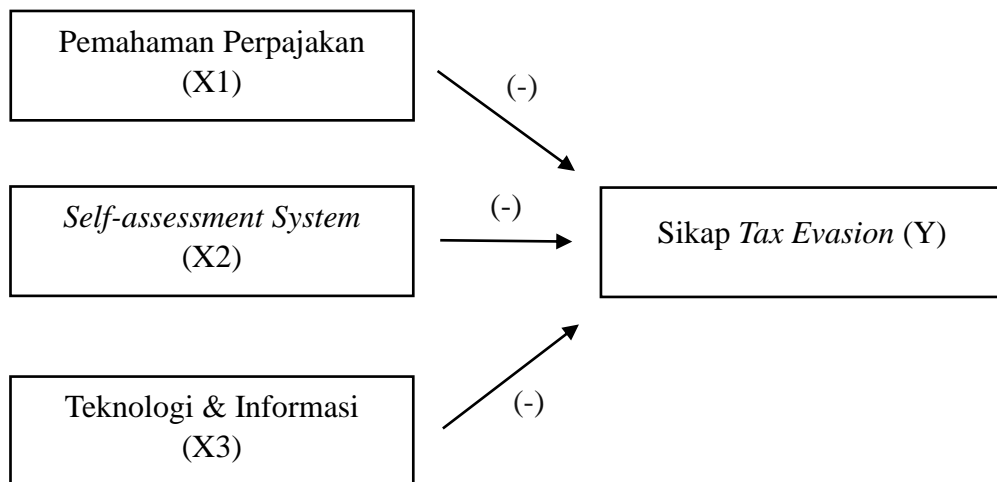 Pemahaman Perpajakan
(X1)
(-)
Self-assessment System
(X2)
(-)
Sikap Tax Evasion (Y)
Teknologi & Informasi
(X3)
(-)